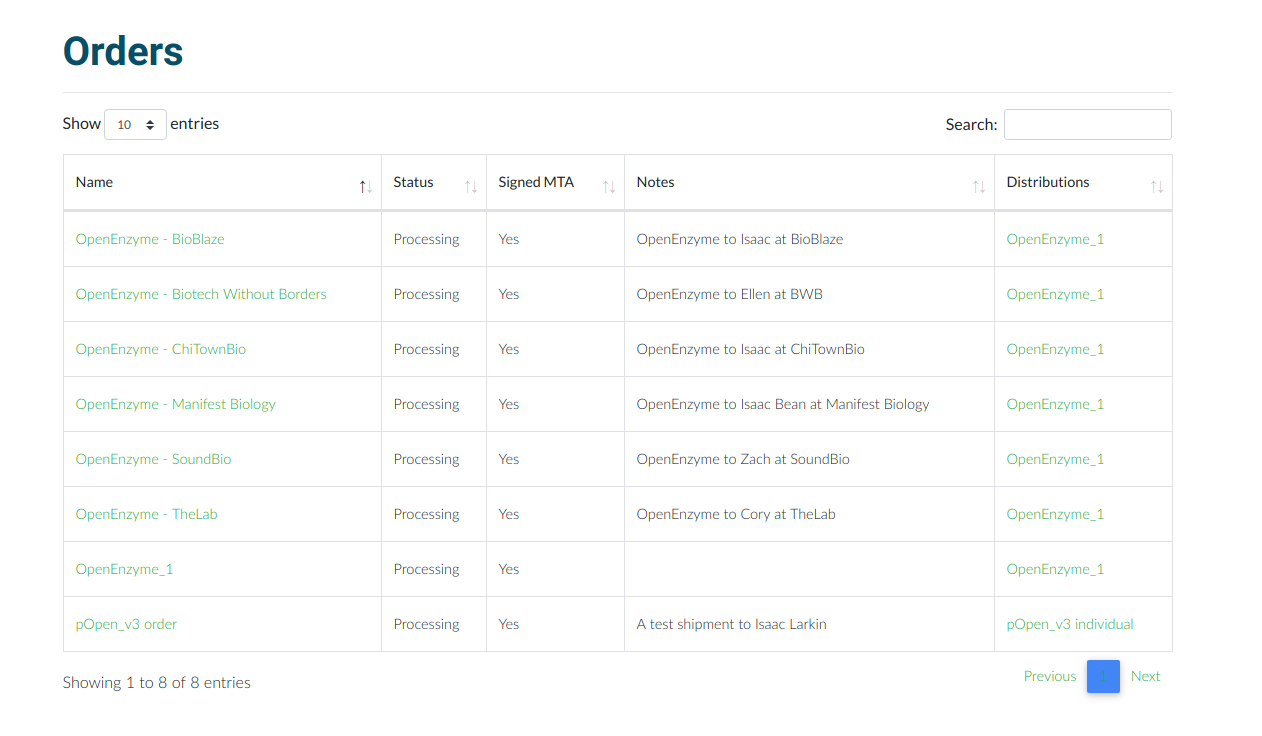 Orders
Show 10 entries Search:
Name Status Signed MTA Notes Distributions
OpenEnzyme - BioBlaze Processing Yes OpenEnzyme to Isaac at BioBlaze OpenEnzyme_1
OpenEnzyme - Biotech Without Borders Processing Yes OpenEnzyme to Ellen at BWB OpenEnzyme_1
OpenEnzyme - ChiTownBio Processing Yes OpenEnzyme to Isaac at ChiTownBio OpenEnzyme_1
OpenEnzyme - Manifest Biology Processing Yes OpenEnzyme to Isaac Bean at Manifest Biology OpenEnzyme_1
OpenEnzyme - SoundBio Processing Yes OpenEnzyme to Zach at SoundBio OpenEnzyme_1
OpenEnzyme - TheLab Processing Yes OpenEnzyme to Cory at TheLab OpenEnzyme_1
OpenEnzyme_1 Processing Yes OpenEnzyme_1
pOpen_v3 order Processing Yes A test shipment to Isaac Larkin pOpen_v3 individual
Showing 1 to 8 of 8 entries Previous 1 Next